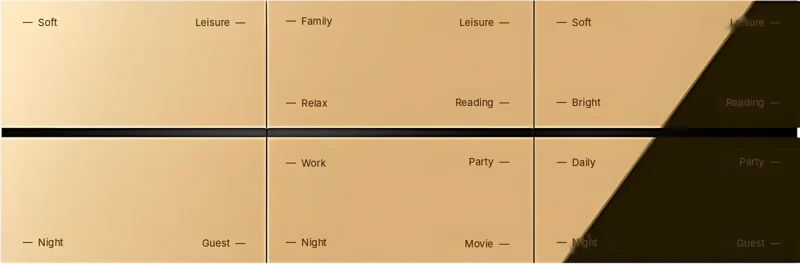 — Soft Leisure —
— Family Leisure —
— Soft Leisure —
— Relax Reading —
— Bright Reading —
— Work Party —
— Daily Party —
— Night Guest —
— Night Movie —
— Night Guest —